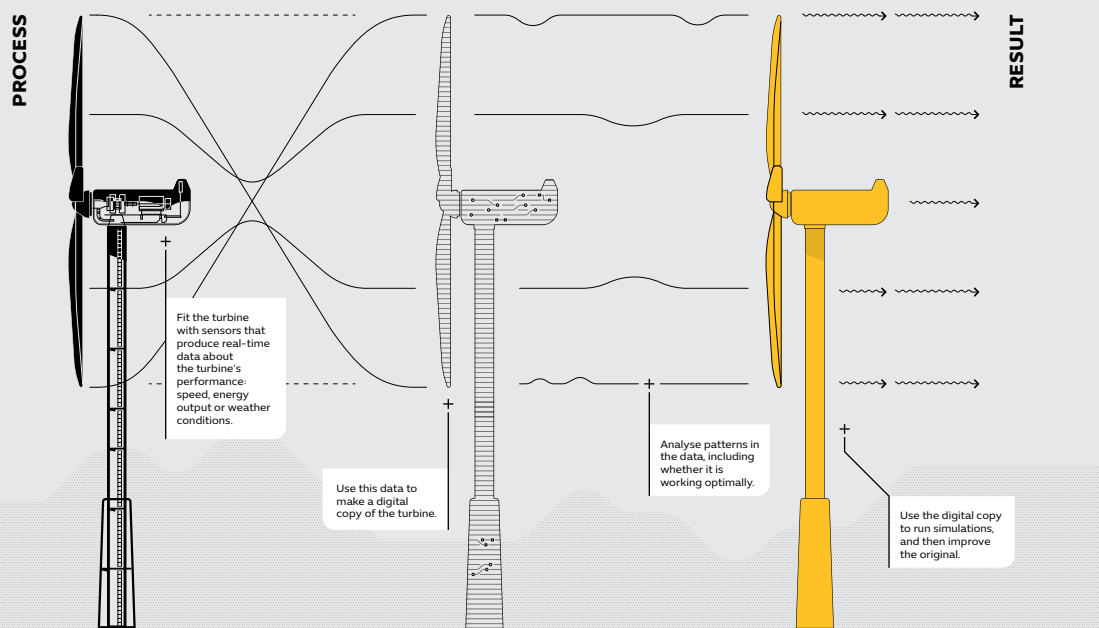 PROCESS
RESULT
Fit the turbine
with sensors that
produce real-time
data about
the turbine's
performance:
speed, energy
output or weather
conditions.
Use this data to
make a digital
copy of the turbine.
Analyse patterns in
the data, including
whether it is
working optimally.
Use the digital copy
to run simulations,
and then improve
the original.